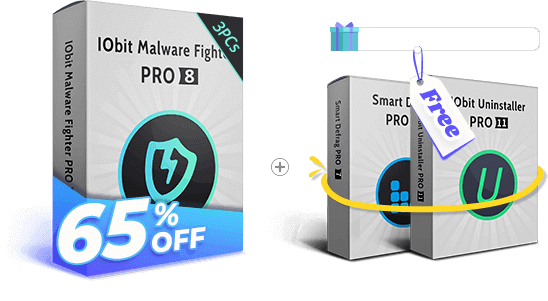 3PCs
IObit Malware Fighter
PRO 8
IObit Malware Fighter PRO
65% OFF
Free
Smart D
PRO
Smart Defrag PRO 7
IObit Uninstaller
PRO 11
IObit Uninstaller PRO 11